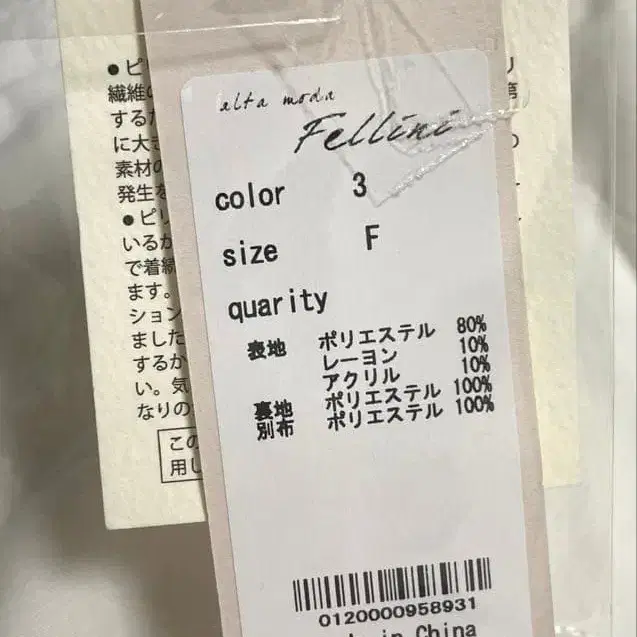 alta moda
Fellini
color 3
size F
quarity
表地 ポリエステル 80%
レーヨン 10%
アクリル 10%
裏地 ポリエステル 100%
別布 ポリエステル 100%
0120000958931
in China
● ピリ
繊維の
するた
に大き
素材の
発生を
● ピリ
いるか
で着続
ます。
ション
ました
するか
い。気
なりの
この
用し